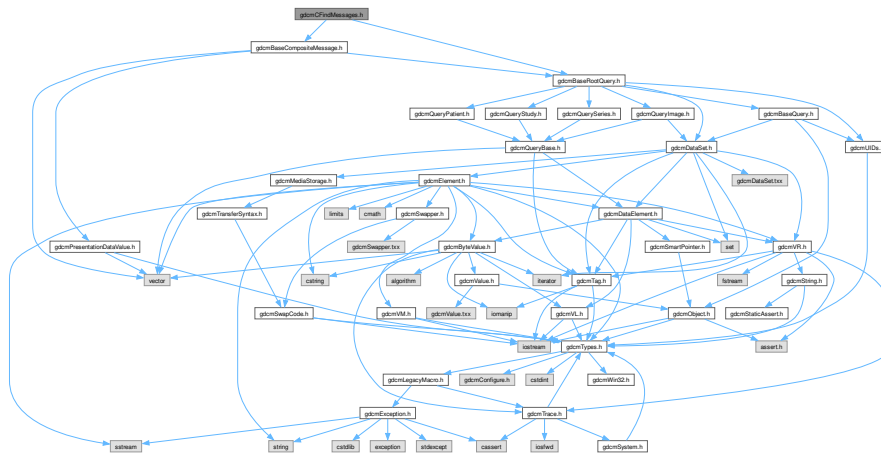 gdcmCFindMessages.h
gdcmBaseCompositeMessage.h
gdcmBaseRootQuery.h
gdcmQueryPatient.h
gdcmQueryStudy.h
gdcmQuerySeries.h
gdcmQueryImage.h
gdcmBaseQuery.h
gdcmQueryBase.h
gdcmDataSet.h
gdcmUIDs.h
gdcmMediaStorage.h
gdcmElement.h
gdcmDataSet.txx
gdcmTransferSyntax.h
limits
cmath
gdcmSwapper.h
gdcmDataElement.h
gdcmPresentationDataValue.h
gdcmSwapper.txx
gdcmByteValue.h
gdcmSmartPointer.h
set
gdcmVR.h
vector
cstring
algorithm
gdcmValue.h
iterator
gdcmTag.h
fstream
gdcmString.h
gdcmSwapCode.h
gdcmVM.h
gdcmValue.txx
iomanip
gdcmVL.h
gdcmObject.h
gdcmStaticAssert.h
iostream
gdcmTypes.h
assert.h
gdcmLegacyMacro.h
gdcmConfigure.h
cstdint
gdcmWin32.h
gdcmException.h
gdcmTrace.h
sstream
string
cstdlib
exception
stdexcept
cassert
iosfwd
gdcmSystem.h